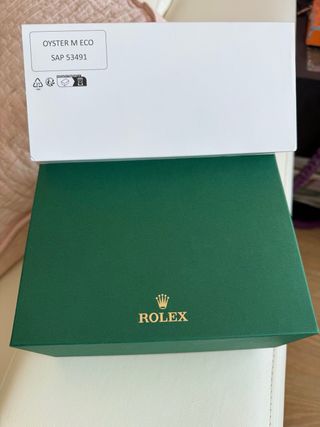 OYSTER M ECO
SAP 53491
ROLEX